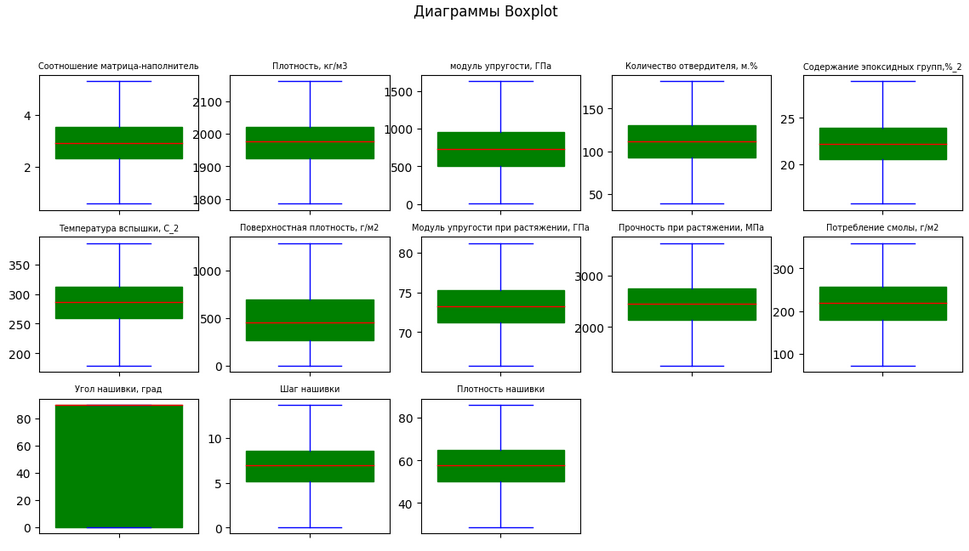 Диаграммы Boxplot
Соотношение матрица-наполнитель
4
2
Плотность, кг/м3
2100
2000
1900
1800
модуль упругости, ГПа
1500
1000
500
0
Количество отвердителя, м.%
150
100
50
Содержание эпоксидных групп,%_2
25
20
Температура вспышки, С_2
350
300
250
200
Поверхностная плотность, г/м2
1000
500
0
Модуль упругости при растяжении, ГПа
80
75
70
Прочность при растяжении, МПа
3000
2000
Потребление смолы, г/м2
300
200
100
Угол нашивки, град
80
60
40
20
0
Шаг нашивки
10
5
0
Плотность нашивки
80
60
40